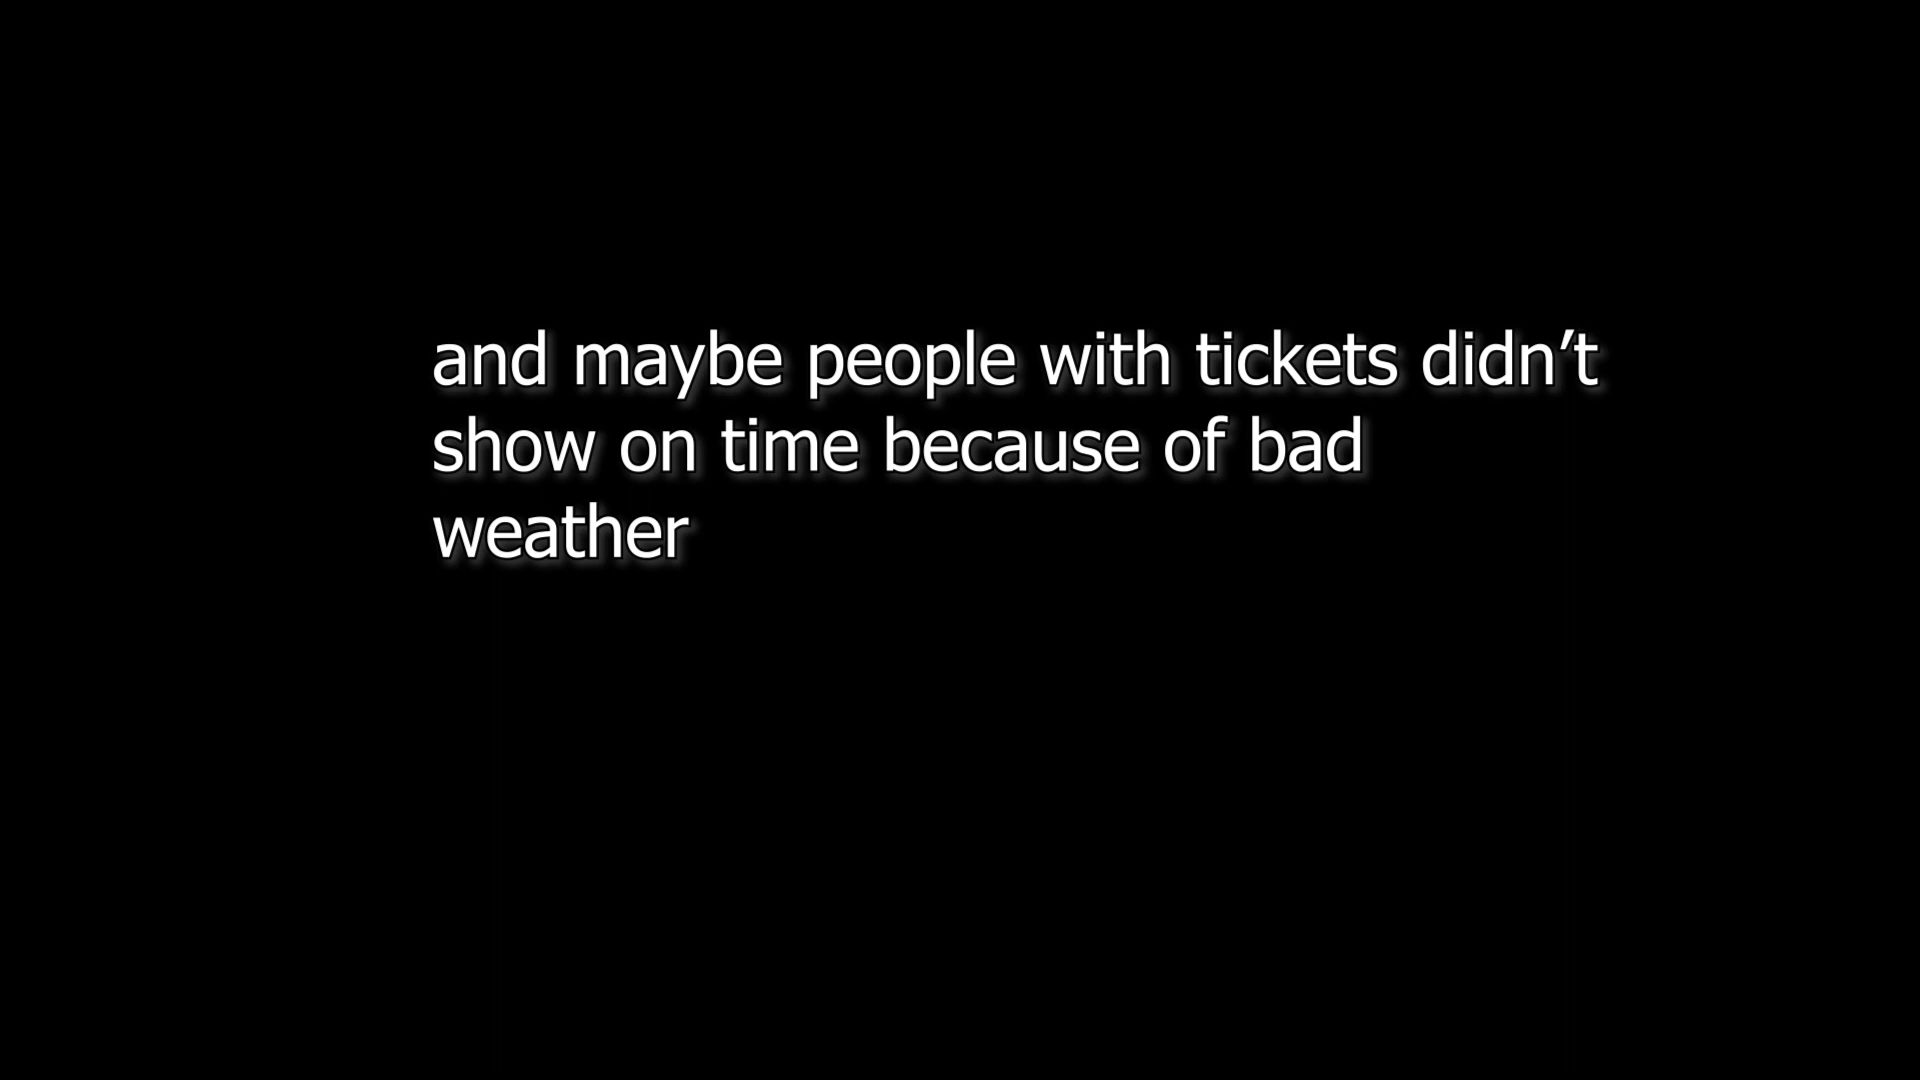 and maybe people with tickets didn’t
show on time because of bad
weather